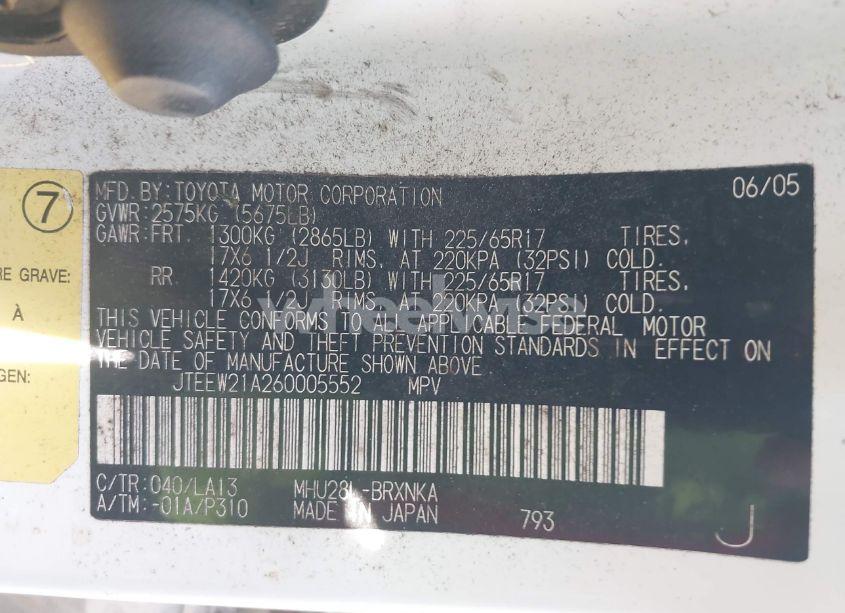 7
RE GRAVE:
À
GEN:
MFD. BY: TOYOTA MOTOR CORPORATION 06/05
GVWR: 2575KG (5675LB)
GAWR: FRT. 1300KG (2865LB) WITH 225/65R17 TIRES,
17X6 1/2J RIMS, AT 220KPA (32PSI) COLD.
RR. 1420KG (3130LB) WITH 225/65R17 TIRES,
17X6 1/2J RIMS, AT 220KPA (32PSI) COLD.
THIS VEHICLE CONFORMS TO ALL APPLICABLE FEDERAL MOTOR
VEHICLE SAFETY AND THEFT PREVENTION STANDARDS IN EFFECT ON
THE DATE OF MANUFACTURE SHOWN ABOVE.
JTEEW21A260005552 MPV
C/TR: 040/LA13 MHU28L-BRXNKA
A/TM: -01A/P310 MADE IN JAPAN 793 J
wheelwise